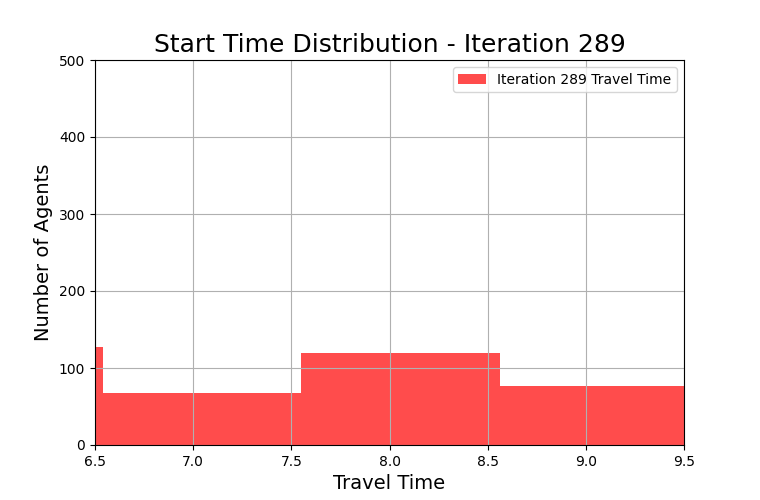 Start Time Distribution - Iteration 289
Iteration 289 Travel Time
Number of Agents
500
400
300
200
100
0
6.5 7.0 7.5 8.0 8.5 9.0 9.5
Travel Time